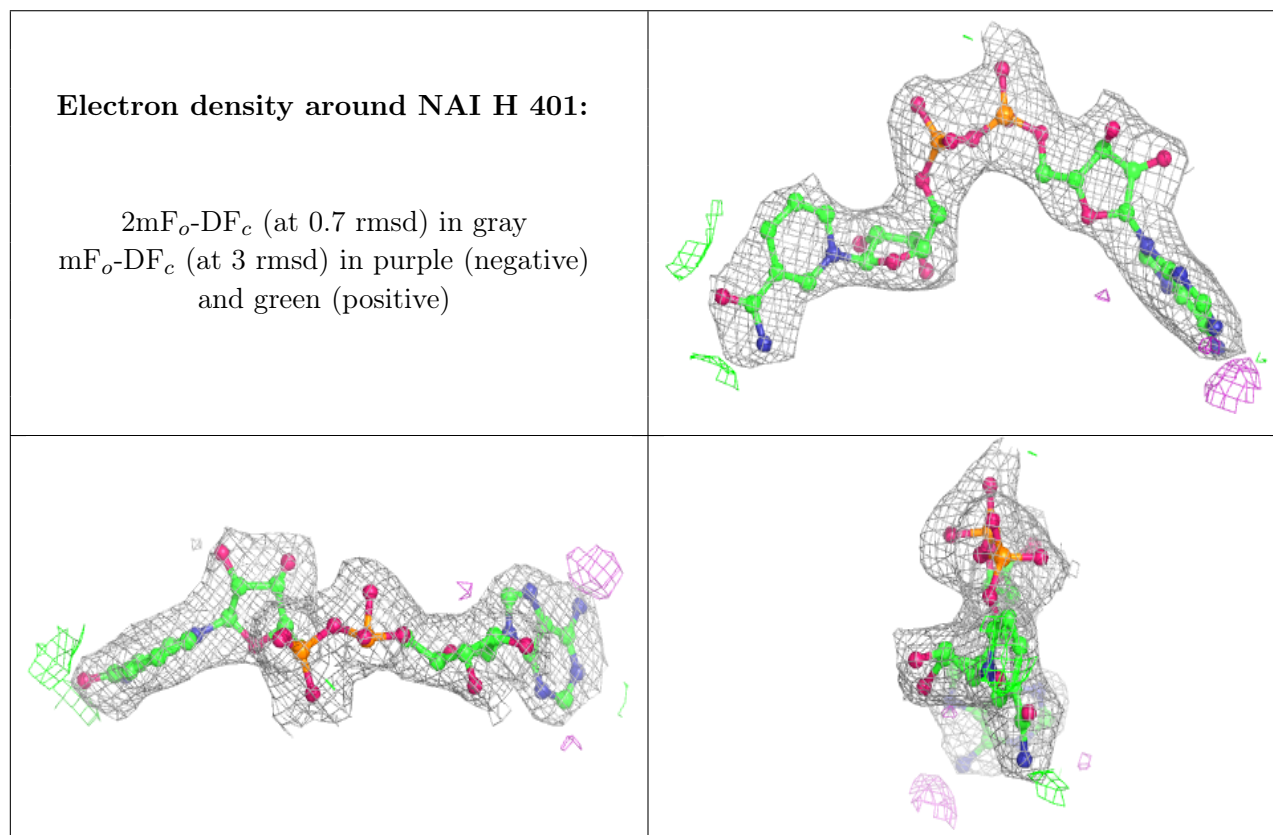 Electron density around NAI H 401:
2mFo-DFc (at 0.7 rmsd) in gray
mFo-DFc (at 3 rmsd) in purple (negative)
and green (positive)